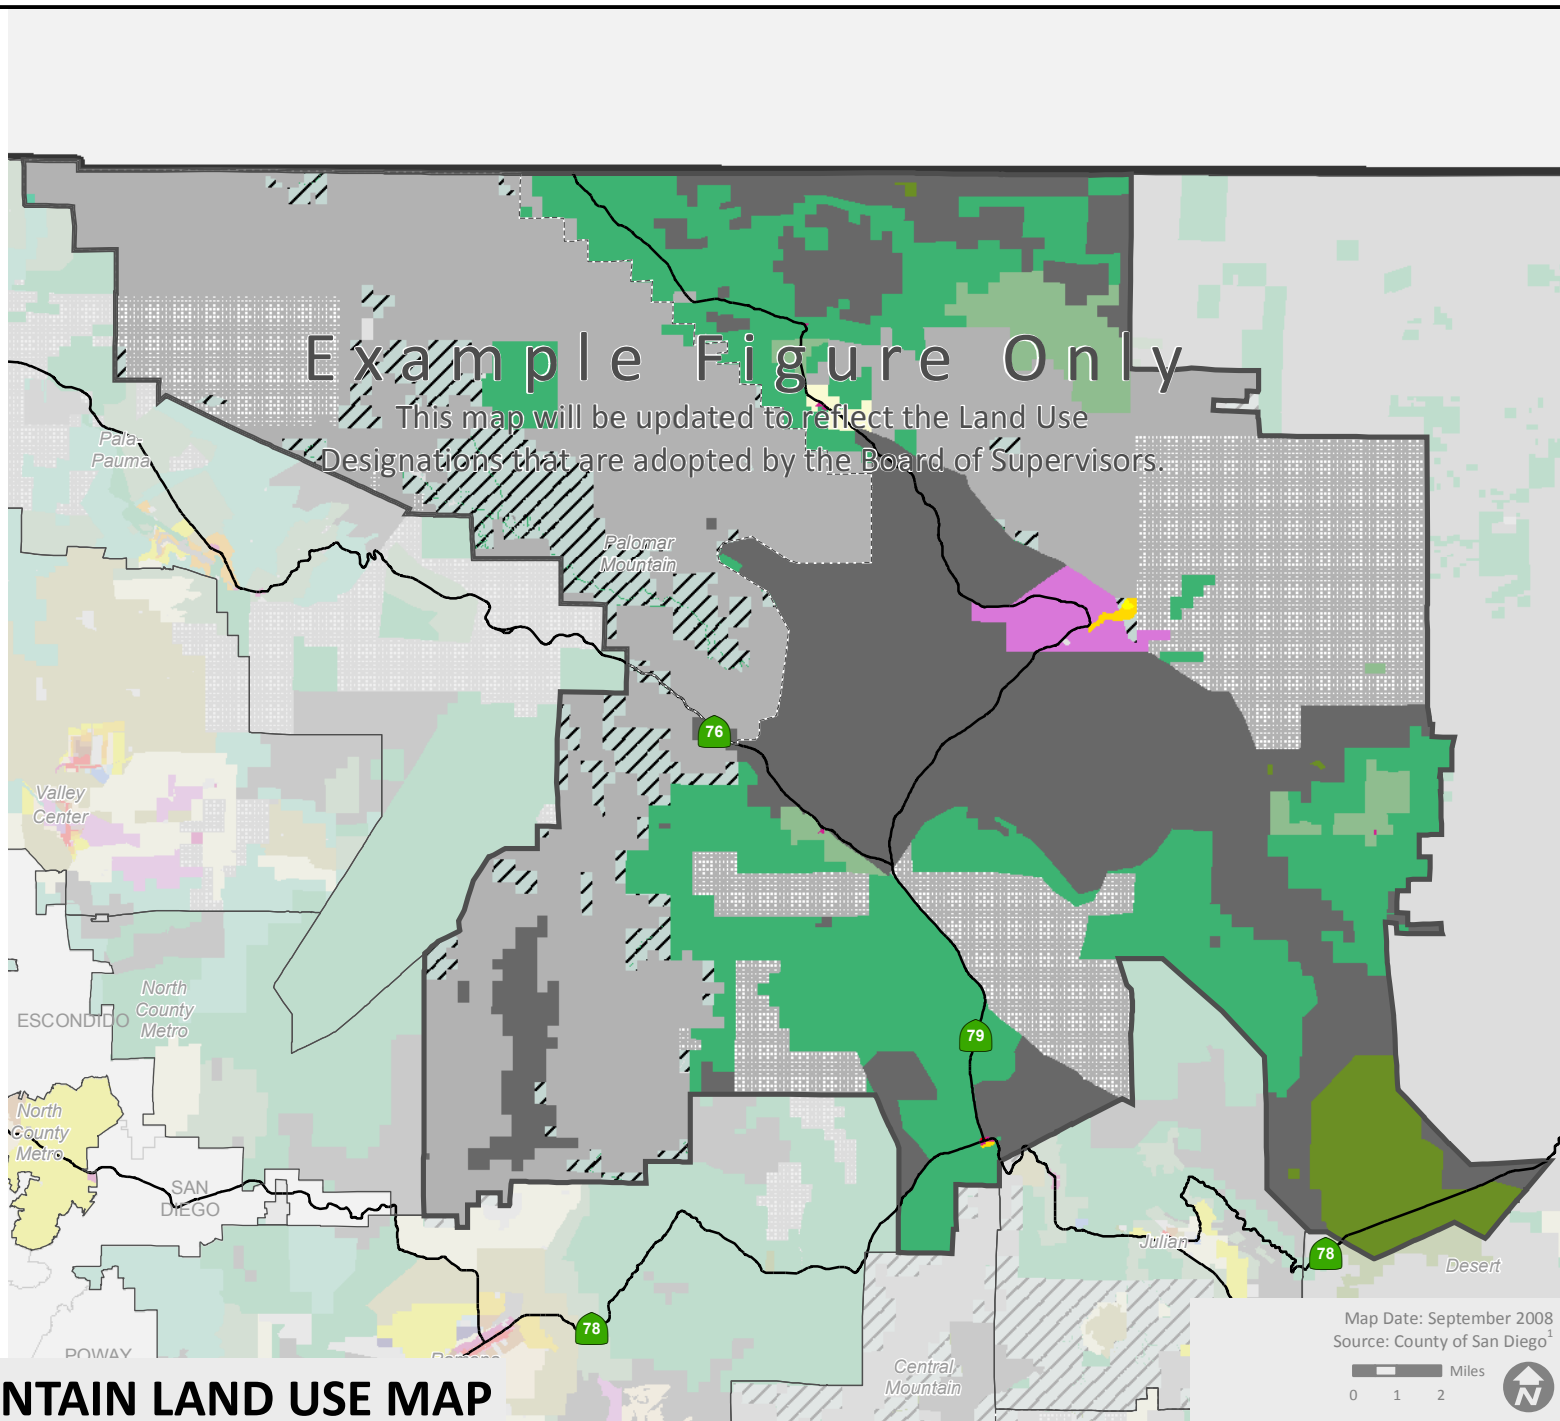 Example Figure Only
This map will be updated to reflect the Land Use
Designations that are adopted by the Board of Supervisors.
Pala-
Pauma
Palomar
Mountain
76
Valley
Center
North
County
Metro
ESCONDIDO
79
North
County
Metro
SAN
DIEGO
Julian
78
Desert
78
Map Date: September 2008
Source: County of San Diego1
Miles
0 1 2
N
POWAY
Ramona
Central
Mountain
NTAIN LAND USE MAP